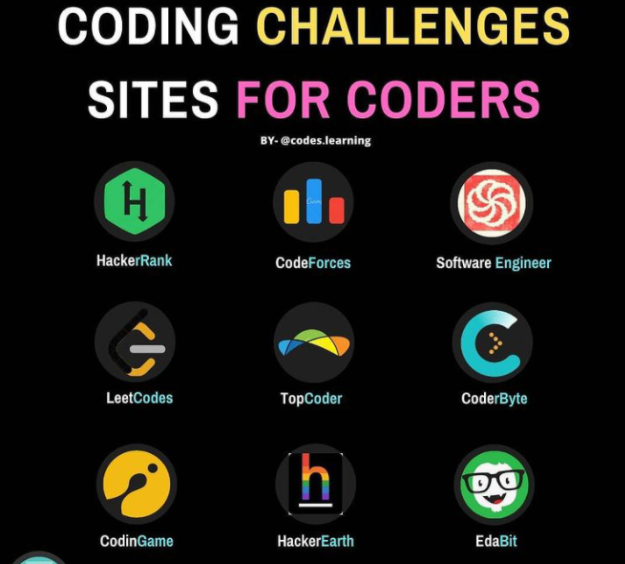 CODING CHALLENGES
SITES FOR CODERS
BY- @codes.learning
H
HackerRank CodeForces Software Engineer
LeetCodes TopCoder CoderByte
h
CodinGame HackerEarth EdaBit